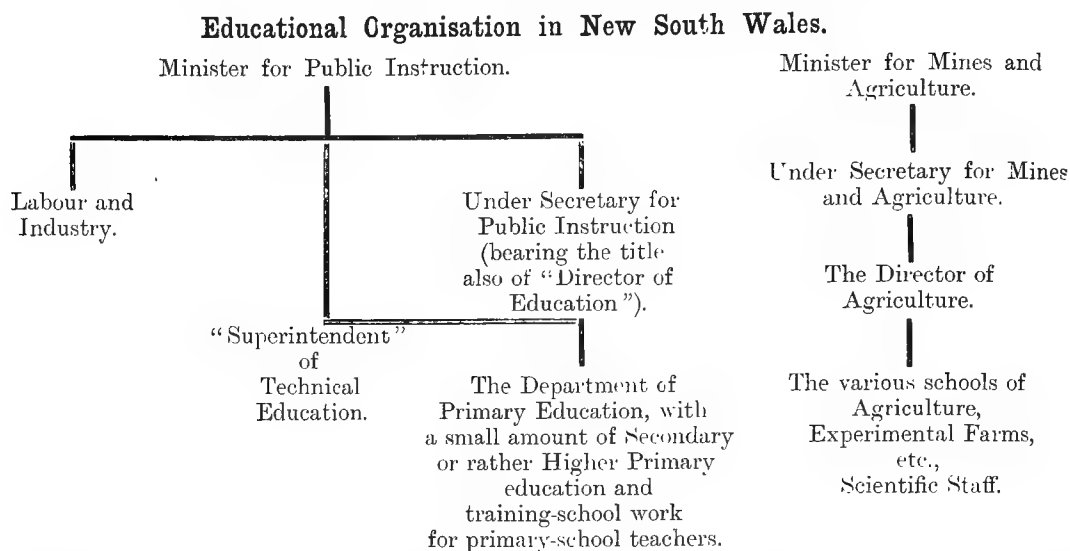 Educational Organisation in New South Wales.
Minister for Public Instruction.
Minister for Mines and
Agriculture.
Labour and
Industry.
Under Secretary for
Public Instruction
(bearing the title
also of "Director of
Education").
Under Secretary for Mines
and Agriculture.
The Director of
Agriculture.
"Superintendent"
of
Technical
Education.
The Department of
Primary Education, with
a small amount of Secondary
or rather Higher Primary
education and
training-school work
for primary-school teachers.
The various schools of
Agriculture,
Experimental Farms,
etc.,
Scientific Staff.